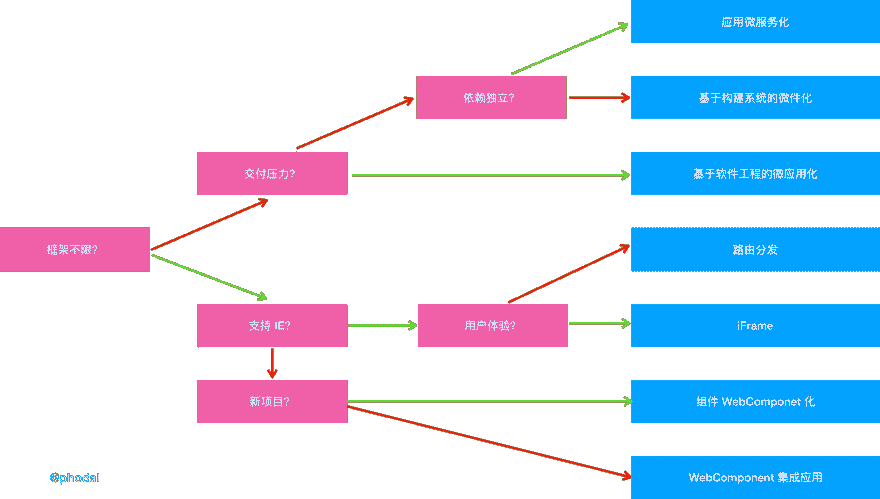 应用微服务化
依赖独立?
基于构建系统的微件化
交付压力?
基于软件工程的微应用化
框架不限?
路由分发
支持 IE?
用户体验?
iFrame
新项目?
组件 WebComponet 化
@phodal
WebComponent 集成应用